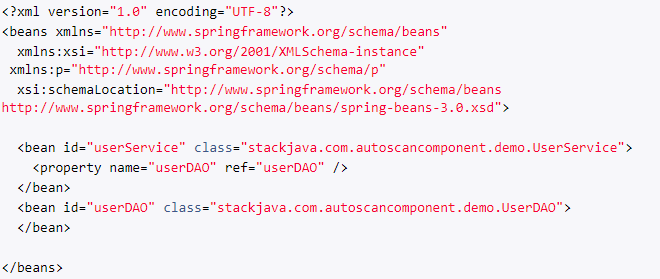 <?xml version="1.0" encoding="UTF-8"?>
<beans xmlns="http://www.springframework.org/schema/beans"
  xmlns:xsi="http://www.w3.org/2001/XMLSchema-instance"
 xmlns:p="http://www.springframework.org/schema/p"
  xsi:schemaLocation="http://www.springframework.org/schema/beans
http://www.springframework.org/schema/beans/spring-beans-3.0.xsd">

  <bean id="userService" class="stackjava.com.autoscancomponent.demo.UserService">
    <property name="userDAO" ref="userDAO" />
  </bean>
  <bean id="userDAO" class="stackjava.com.autoscancomponent.demo.UserDAO">
  </bean>

</beans>